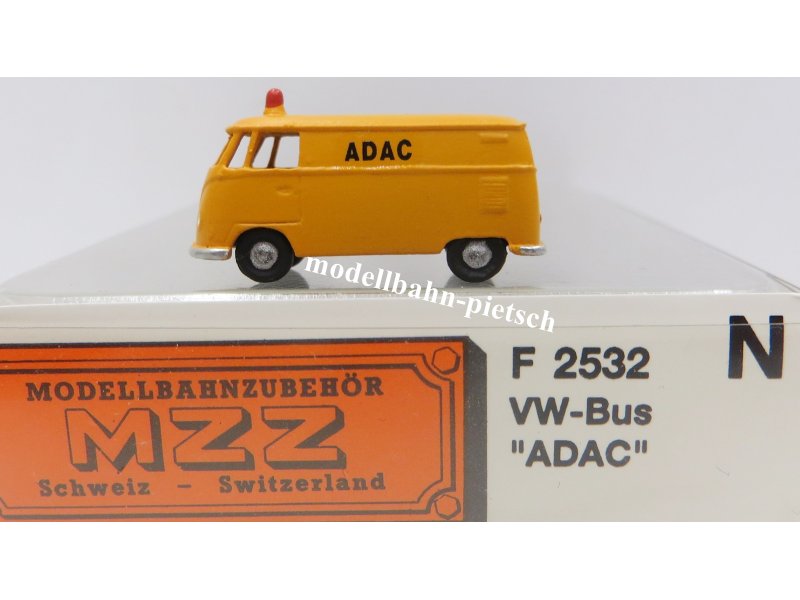 ADAC
modellbahn-pietsch
MODELLBAHNZUBEHÖR
MZZ
Schweiz - Switzerland
F 2532
VW-Bus
"ADAC"
N